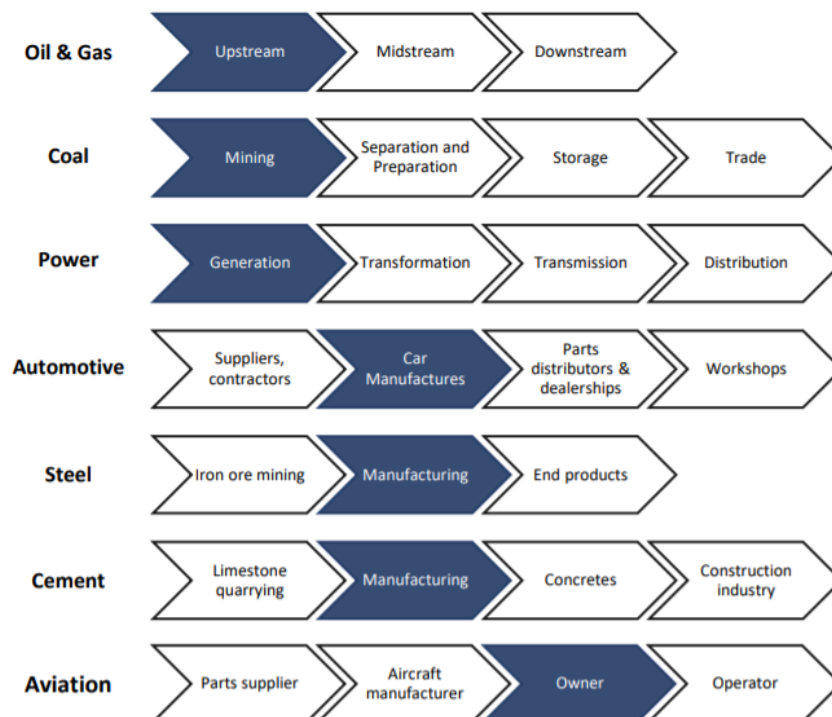 Oil & Gas
Upstream
Midstream
Downstream
Coal
Mining
Separation and
Preparation
Storage
Trade
Power
Generation
Transformation
Transmission
Distribution
Automotive
Suppliers,
contractors
Car
Manufactures
Parts
distributors &
dealerships
Workshops
Steel
Iron ore mining
Manufacturing
End products
Cement
Limestone
quarrying
Manufacturing
Concretes
Construction
industry
Aviation
Parts supplier
Aircraft
manufacturer
Owner
Operator